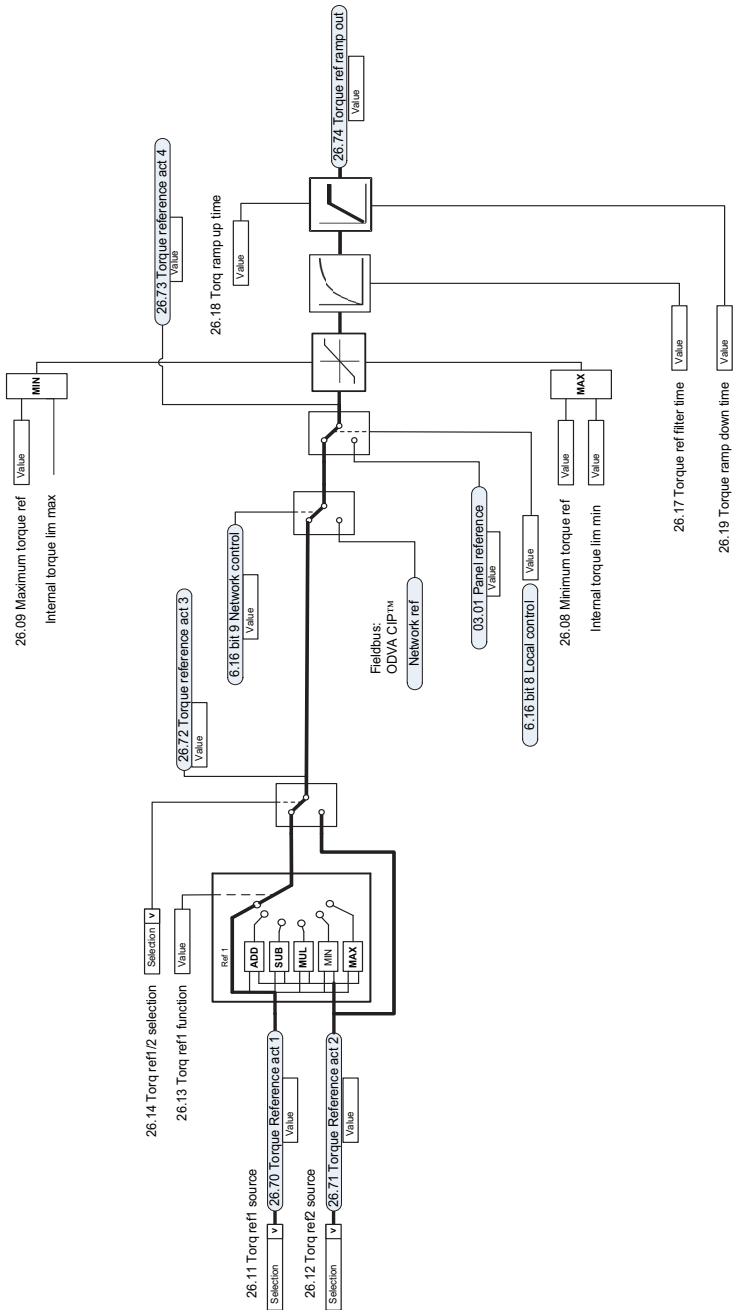 26.14 Torq ref1/2 selection
Selection v
26.13 Torq ref1 function
Value
26.11 Torq ref1 source
Selection v
26.70 Torque Reference act 1
Value
26.12 Torq ref2 source
Selection v
26.71 Torque Reference act 2
Value
Ref 1
ADD
SUB
MUL
MIN
MAX
26.72 Torque reference act 3
Value
6.16 bit 9 Network control
Value
Fieldbus:
ODVA CIP™
Network ref
03.01 Panel reference
Value
6.16 bit 8 Local control
Value
26.09 Maximum torque ref
Value
Internal torque lim max
MIN
26.73 Torque reference act 4
Value
26.08 Minimum torque ref
Value
Internal torque lim min
Value
MAX
26.18 Torq ramp up time
Value
26.17 Torque ref filter time
Value
26.19 Torque ramp down time
Value
26.74 Torque ref ramp out
Value